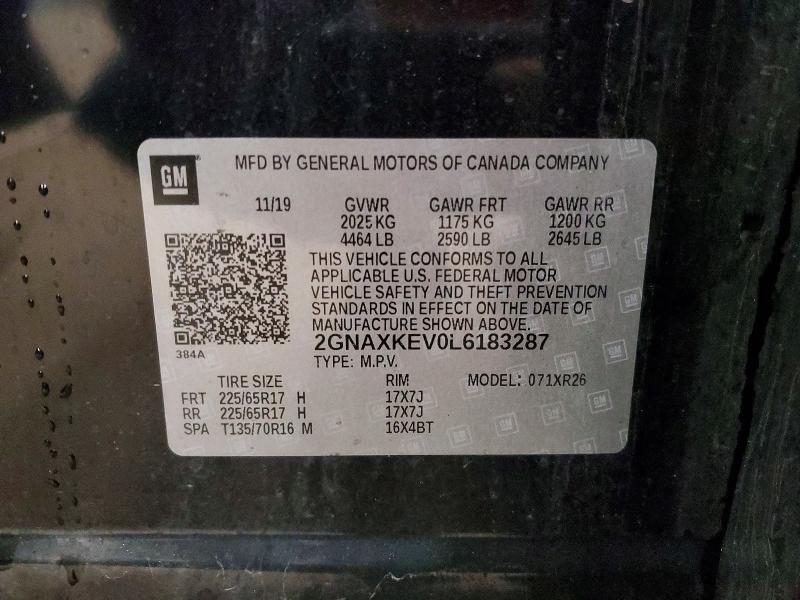 GM
MFD BY GENERAL MOTORS OF CANADA COMPANY
11/19 GVWR GAWR FRT GAWR RR
2025 KG 1175 KG 1200 KG
4464 LB 2590 LB 2645 LB
THIS VEHICLE CONFORMS TO ALL
APPLICABLE U.S. FEDERAL MOTOR
VEHICLE SAFETY AND THEFT PREVENTION
STANDARDS IN EFFECT ON THE DATE OF
MANUFACTURE SHOWN ABOVE.
384A
2GNAXKEV0L6183287
TYPE: M.P.V.
TIRE SIZE RIM MODEL: 071XR26
FRT 225/65R17 H 17X7J
RR 225/65R17 H 17X7J
SPA T135/70R16 M 16X4BT